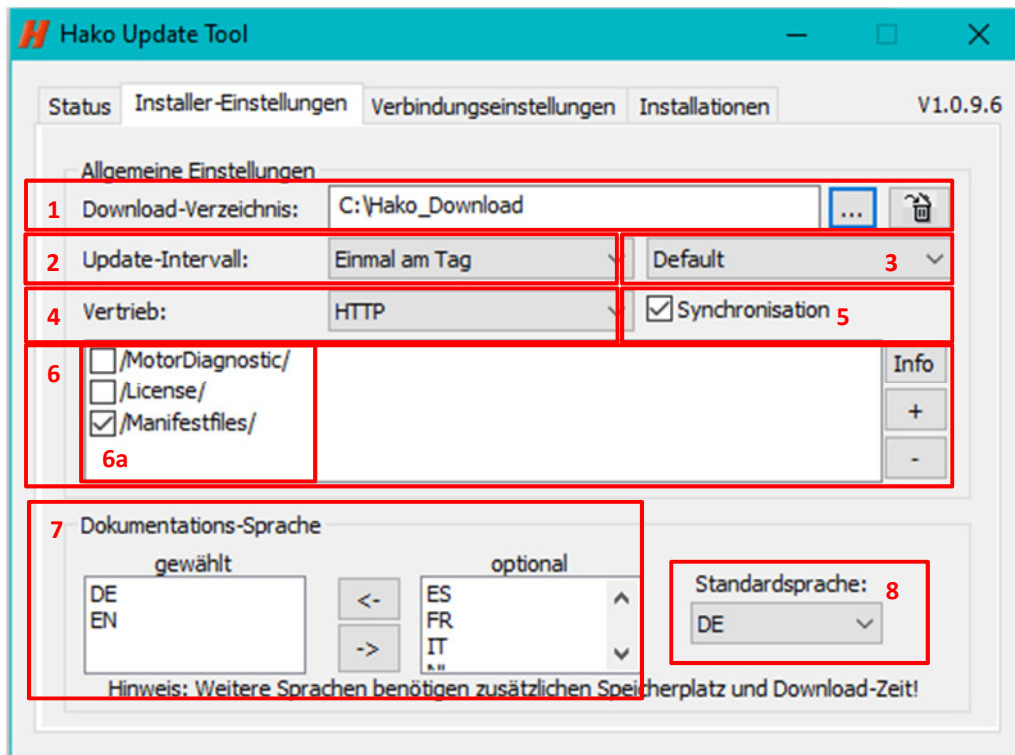 Hako Update Tool
Status Installer-Einstellungen Verbindungseinstellungen Installationen V1.0.9.6
Allgemeine Einstellungen
1 Download-Verzeichnis: C:\Hako_Download ...
2 Update-Intervall: Einmal am Tag Default 3
4 Vertrieb: HTTP Synchronisation 5
6 /MotorDiagnostic/ Info
/License/
/Manifestfiles/ +
6a -
7 Dokumentations-Sprache
gewählt optional
Standardsprache: 8
DE <- ES
EN FR DE
-> IT
Hinweis: Weitere Sprachen benötigen zusätzlichen Speicherplatz und Download-Zeit!